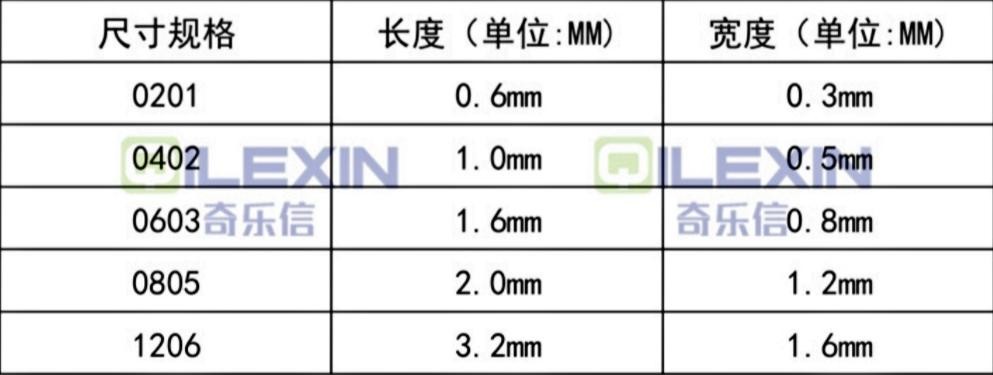 尺寸规格 长度（单位:MM) 宽度（单位:MM)
0201 0.6mm 0.3mm
0402 1.0mm 0.5mm
QILEXIN QILEXIN
0603 1.6mm 0.8mm
奇乐信 奇乐信
0805 2.0mm 1.2mm
1206 3.2mm 1.6mm